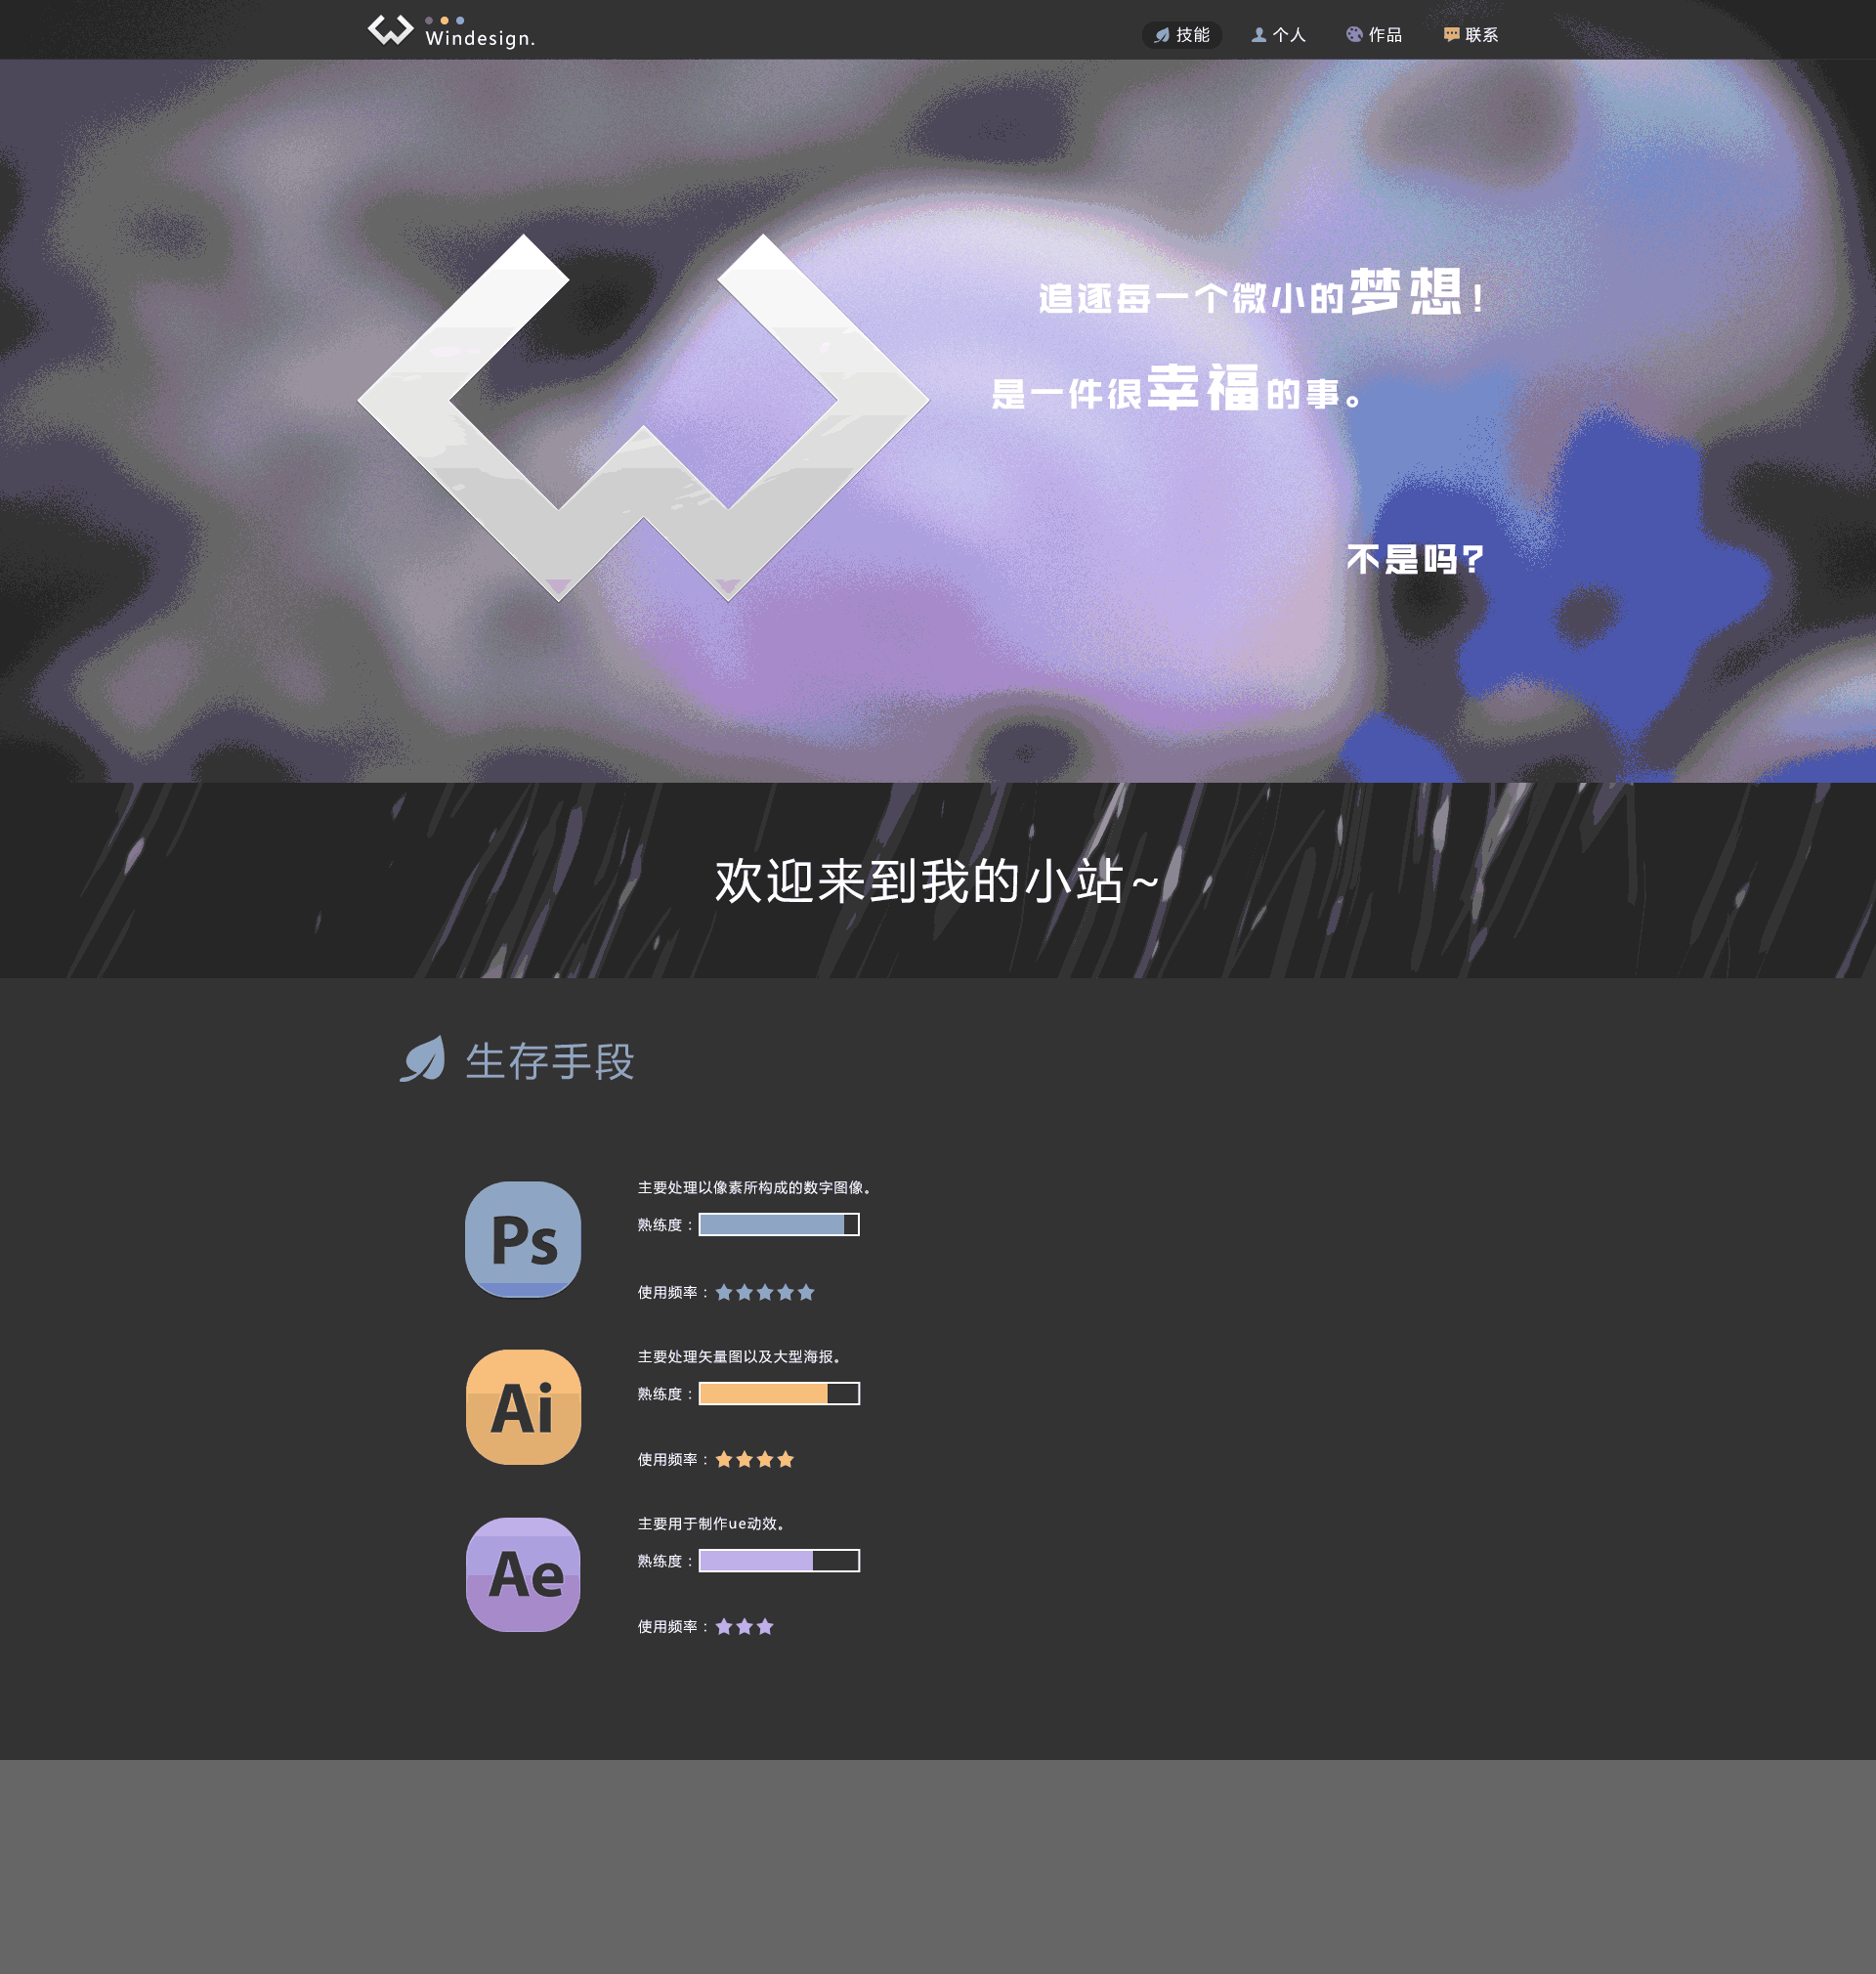 Windesign.
技能 个人 作品 联系
追逐每一个微小的梦想！
是一件很幸福的事。
不是吗？
欢迎来到我的小站~
生存手段
Ps
主要处理以像素所构成的数字图像。
熟练度：
使用频率：
Ai
主要处理矢量图以及大型海报。
熟练度：
使用频率：
Ae
主要用于制作ue动效。
熟练度：
使用频率：